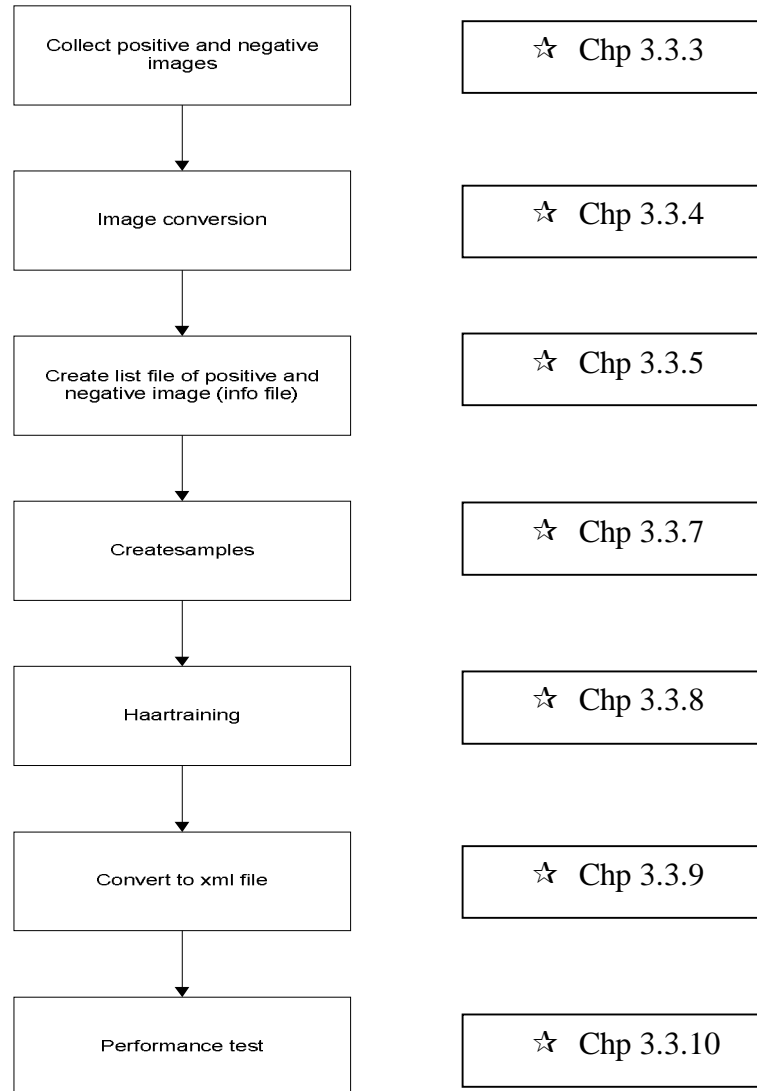 Collect positive and negative
images
☆ Chp 3.3.3
Image conversion
☆ Chp 3.3.4
Create list file of positive and
negative image (info file)
☆ Chp 3.3.5
Createsamples
☆ Chp 3.3.7
Haartraining
☆ Chp 3.3.8
Convert to xml file
☆ Chp 3.3.9
Performance test
☆ Chp 3.3.10